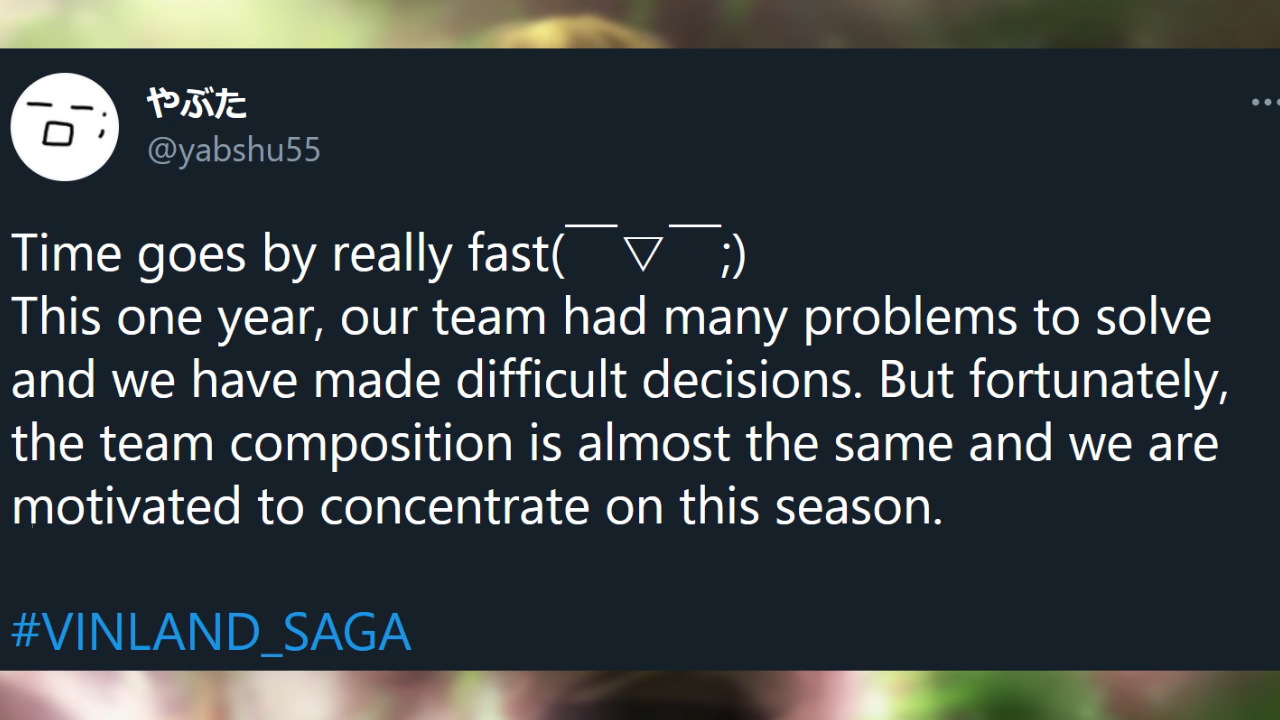 やぶた
@yabshu55
Time goes by really fast(￣▽￣;)
This one year, our team had many problems to solve
and we have made difficult decisions. But fortunately,
the team composition is almost the same and we are
motivated to concentrate on this season.
#VINLAND_SAGA